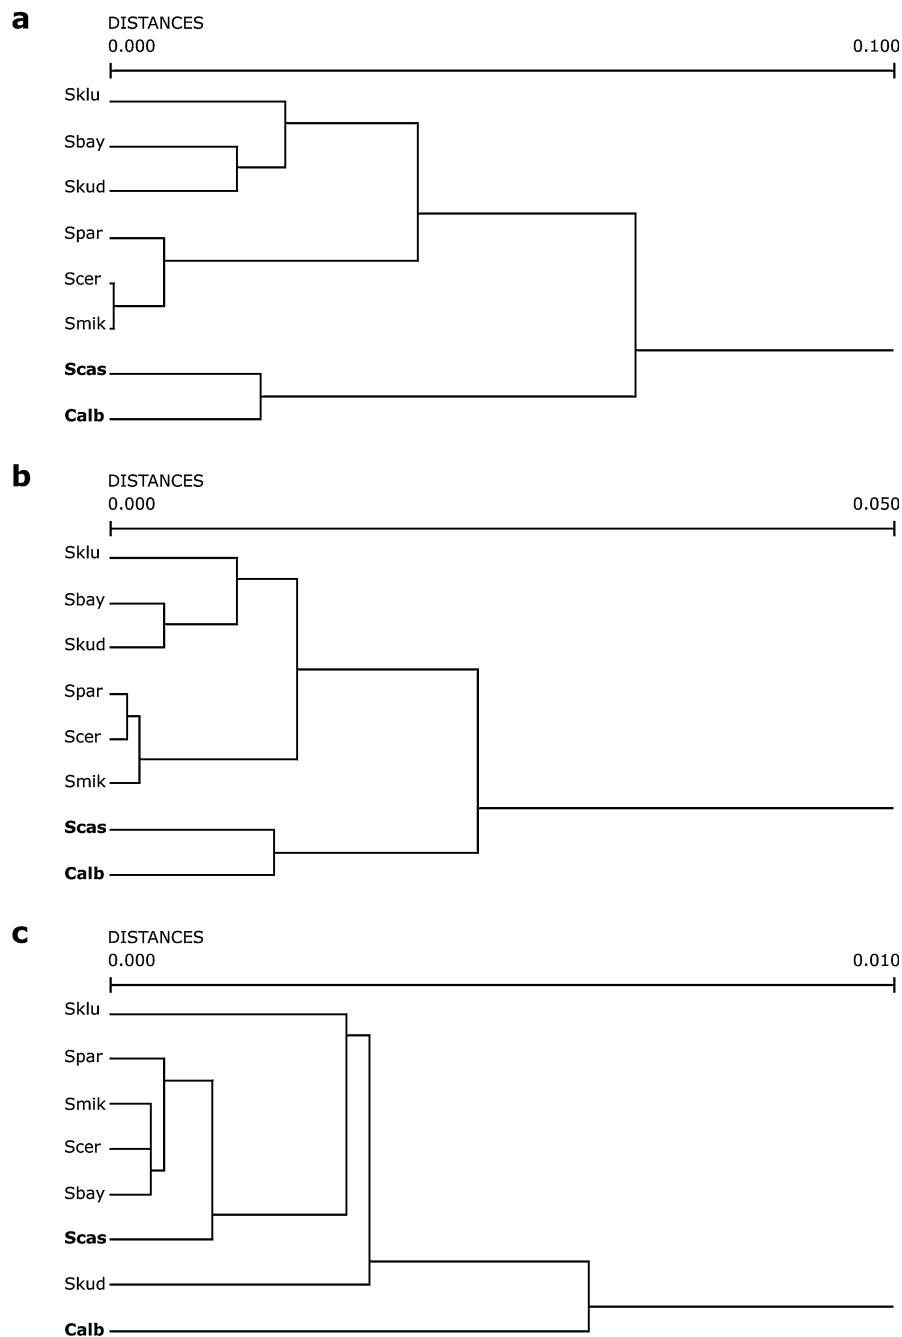 a
DISTANCES
0.000 0.100
Sklu
Sbay
Skud
Spar
Scer
Smik
Scas
Calb
b
DISTANCES
0.000 0.050
Sklu
Sbay
Skud
Spar
Scer
Smik
Scas
Calb
c
DISTANCES
0.000 0.010
Sklu
Spar
Smik
Scer
Sbay
Scas
Skud
Calb